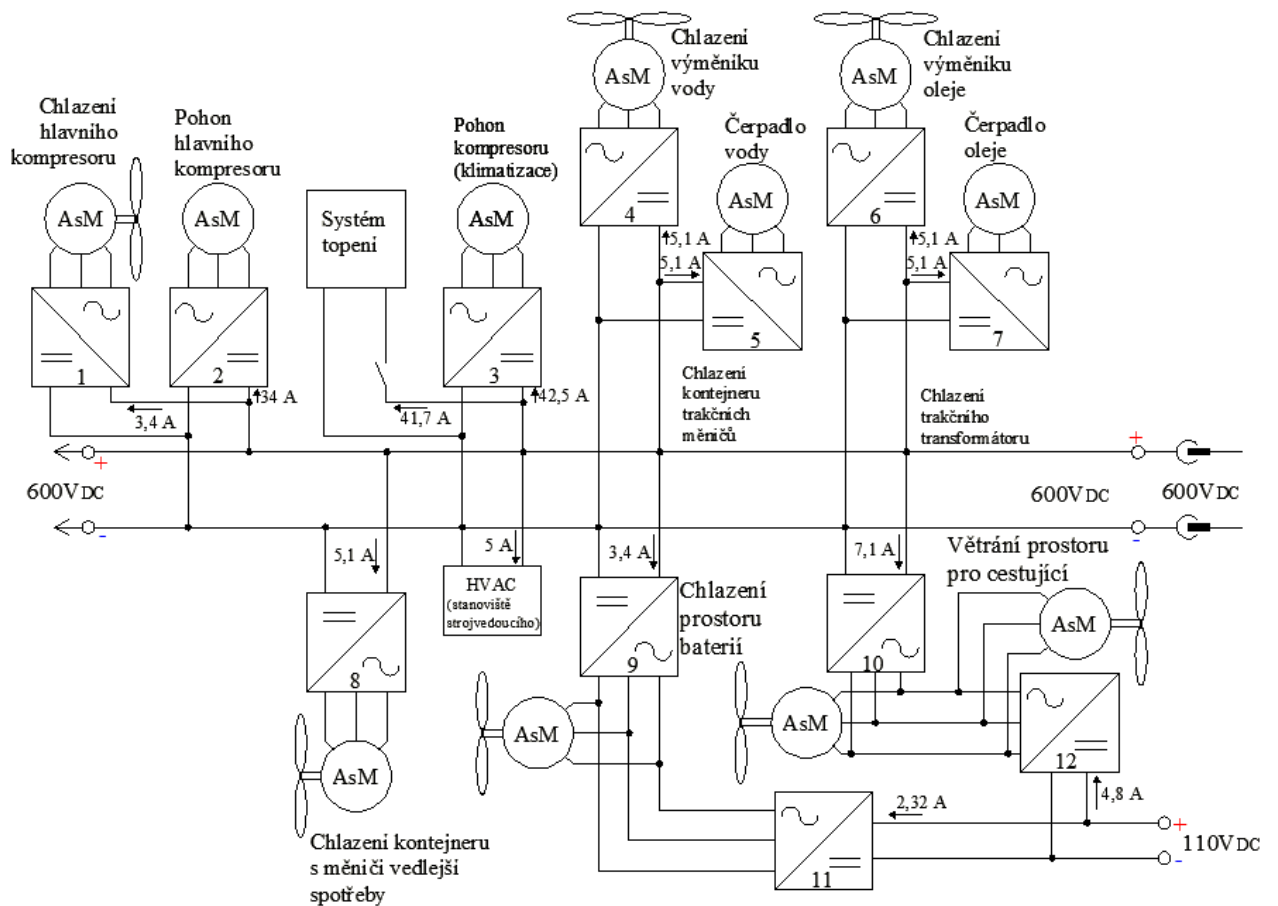 Chlazení
hlavního
kompresoru
Pohon
hlavního
kompresoru
Pohon
kompresoru
(klimatizace)
Chlazení
výměníku
vody
Čerpadlo
vody
Chlazení
výměníku
oleje
Čerpadlo
oleje
AsM
AsM
AsM
AsM
AsM
AsM
AsM
Systém
topení
1
2
3
4
5
6
7
3,4 A
34 A
41,7 A
42,5 A
5,1 A
5,1 A
5,1 A
5,1 A
Chlazení
kontejneru
trakčních
měničů
Chlazení
trakčního
transformátoru
+
600VDC
-
+
600VDC
-
600VDC
5,1 A
5 A
3,4 A
7,1 A
HVAC
(stanoviště
strojvedoucího)
Chlazení
prostoru
baterií
Větrání prostoru
pro cestující
8
9
10
AsM
AsM
AsM
AsM
12
11
2,32 A
4,8 A
+
110VDC
-
Chlazení kontejneru
s měniči vedlejší
spotřeby